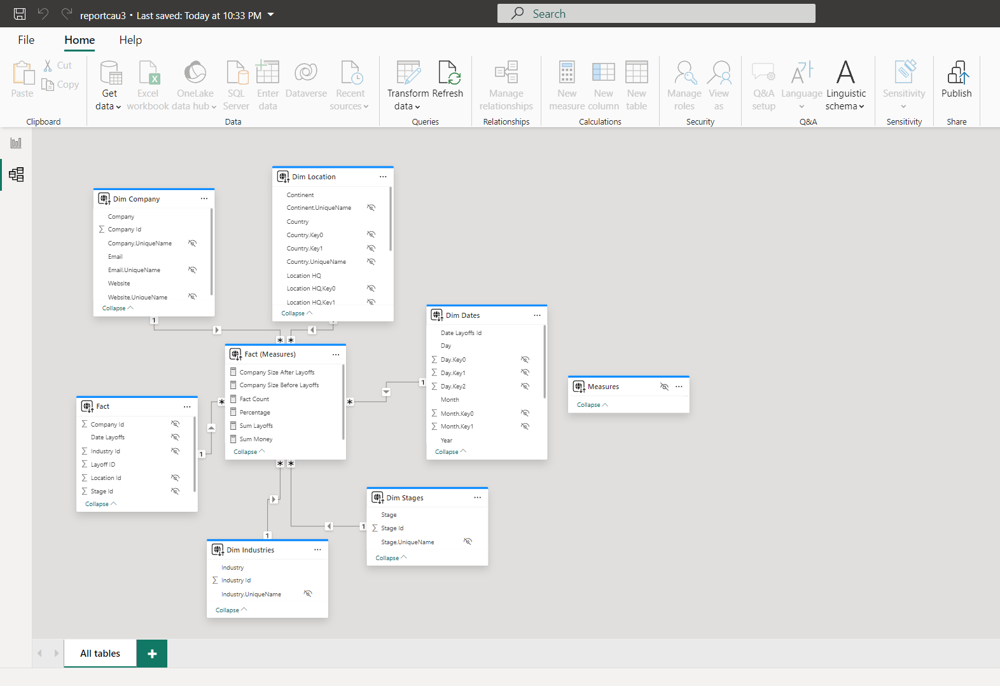 reportcau3 • Last saved: Today at 10:33 PM
Search
File Home Help
Paste
Cut
Copy
Clipboard
Get data
Excel workbook
OneLake data hub
SQL Server
Enter data
Dataverse
Recent sources
Data
Transform data
Refresh
Queries
Manage relationships
Relationships
New measure
New column
New table
Calculations
Manage roles
View as
Security
Q&A setup
Language
Linguistic schema
Q&A
Sensitivity
Sensitivity
Publish
Share
Dim Company
Company
Company Id
Company.UniqueName
Email
Email.UniqueName
Website
Website.UniqueName
Collapse
1
Dim Location
Continent
Continent.UniqueName
Country
Country.Key0
Country.Key1
Country.UniqueName
Location HQ
Location HQ.Key0
Location HQ.Key1
Collapse
* *
Fact (Measures)
Company Size After Layoffs
Company Size Before Layoffs
Fact Count
Percentage
Sum Layoffs
Sum Money
Collapse
*
*
* *
Dim Dates
Date Layoffs Id
Day
Day.Key0
Day.Key1
Day.Key2
Month
Month.Key0
Month.Key1
Year
Collapse
1
Measures
Collapse
Fact
Company Id
Date Layoffs
Industry Id
Layoff ID
Location Id
Stage Id
Collapse
1
Dim Stages
Stage
Stage Id
Stage.UniqueName
Collapse
1
1
Dim Industries
Industry
Industry Id
Industry.UniqueName
Collapse
All tables